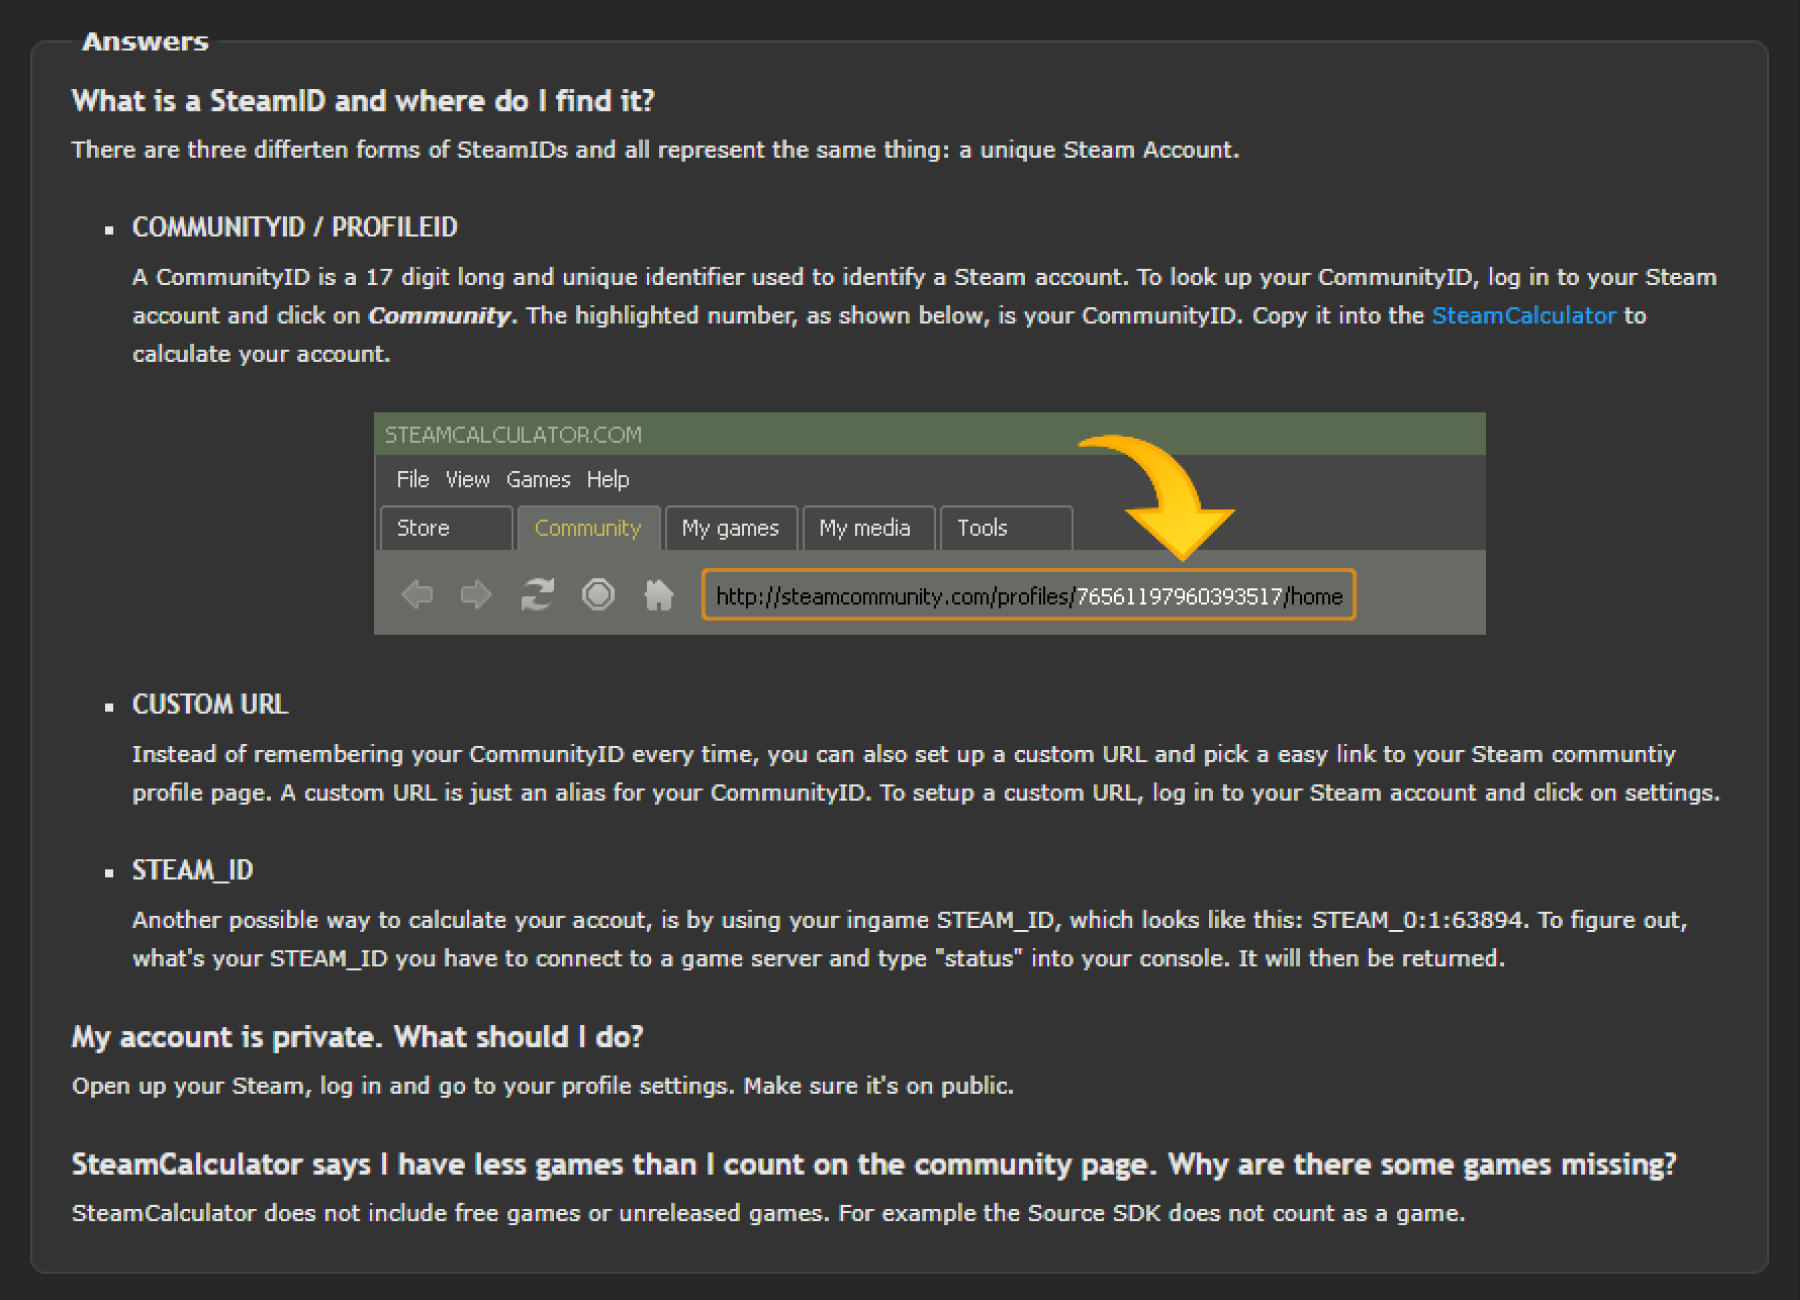 Answers
What is a SteamID and where do I find it?
There are three differten forms of SteamIDs and all represent the same thing: a unique Steam Account.
COMMUNITYID / PROFILEID
A CommunityID is a 17 digit long and unique identifier used to identify a Steam account. To look up your CommunityID, log in to your Steam
account and click on Community. The highlighted number, as shown below, is your CommunityID. Copy it into the SteamCalculator to
calculate your account.
STEAMCALCULATOR.COM
File View Games Help
Store Community My games My media Tools
http://steamcommunity.com/profiles/76561197960393517/home
CUSTOM URL
Instead of remembering your CommunityID every time, you can also set up a custom URL and pick a easy link to your Steam communtiy
profile page. A custom URL is just an alias for your CommunityID. To setup a custom URL, log in to your Steam account and click on settings.
STEAM_ID
Another possible way to calculate your accout, is by using your ingame STEAM_ID, which looks like this: STEAM_0:1:63894. To figure out,
what's your STEAM_ID you have to connect to a game server and type "status" into your console. It will then be returned.
My account is private. What should I do?
Open up your Steam, log in and go to your profile settings. Make sure it's on public.
SteamCalculator says I have less games than I count on the community page. Why are there some games missing?
SteamCalculator does not include free games or unreleased games. For example the Source SDK does not count as a game.